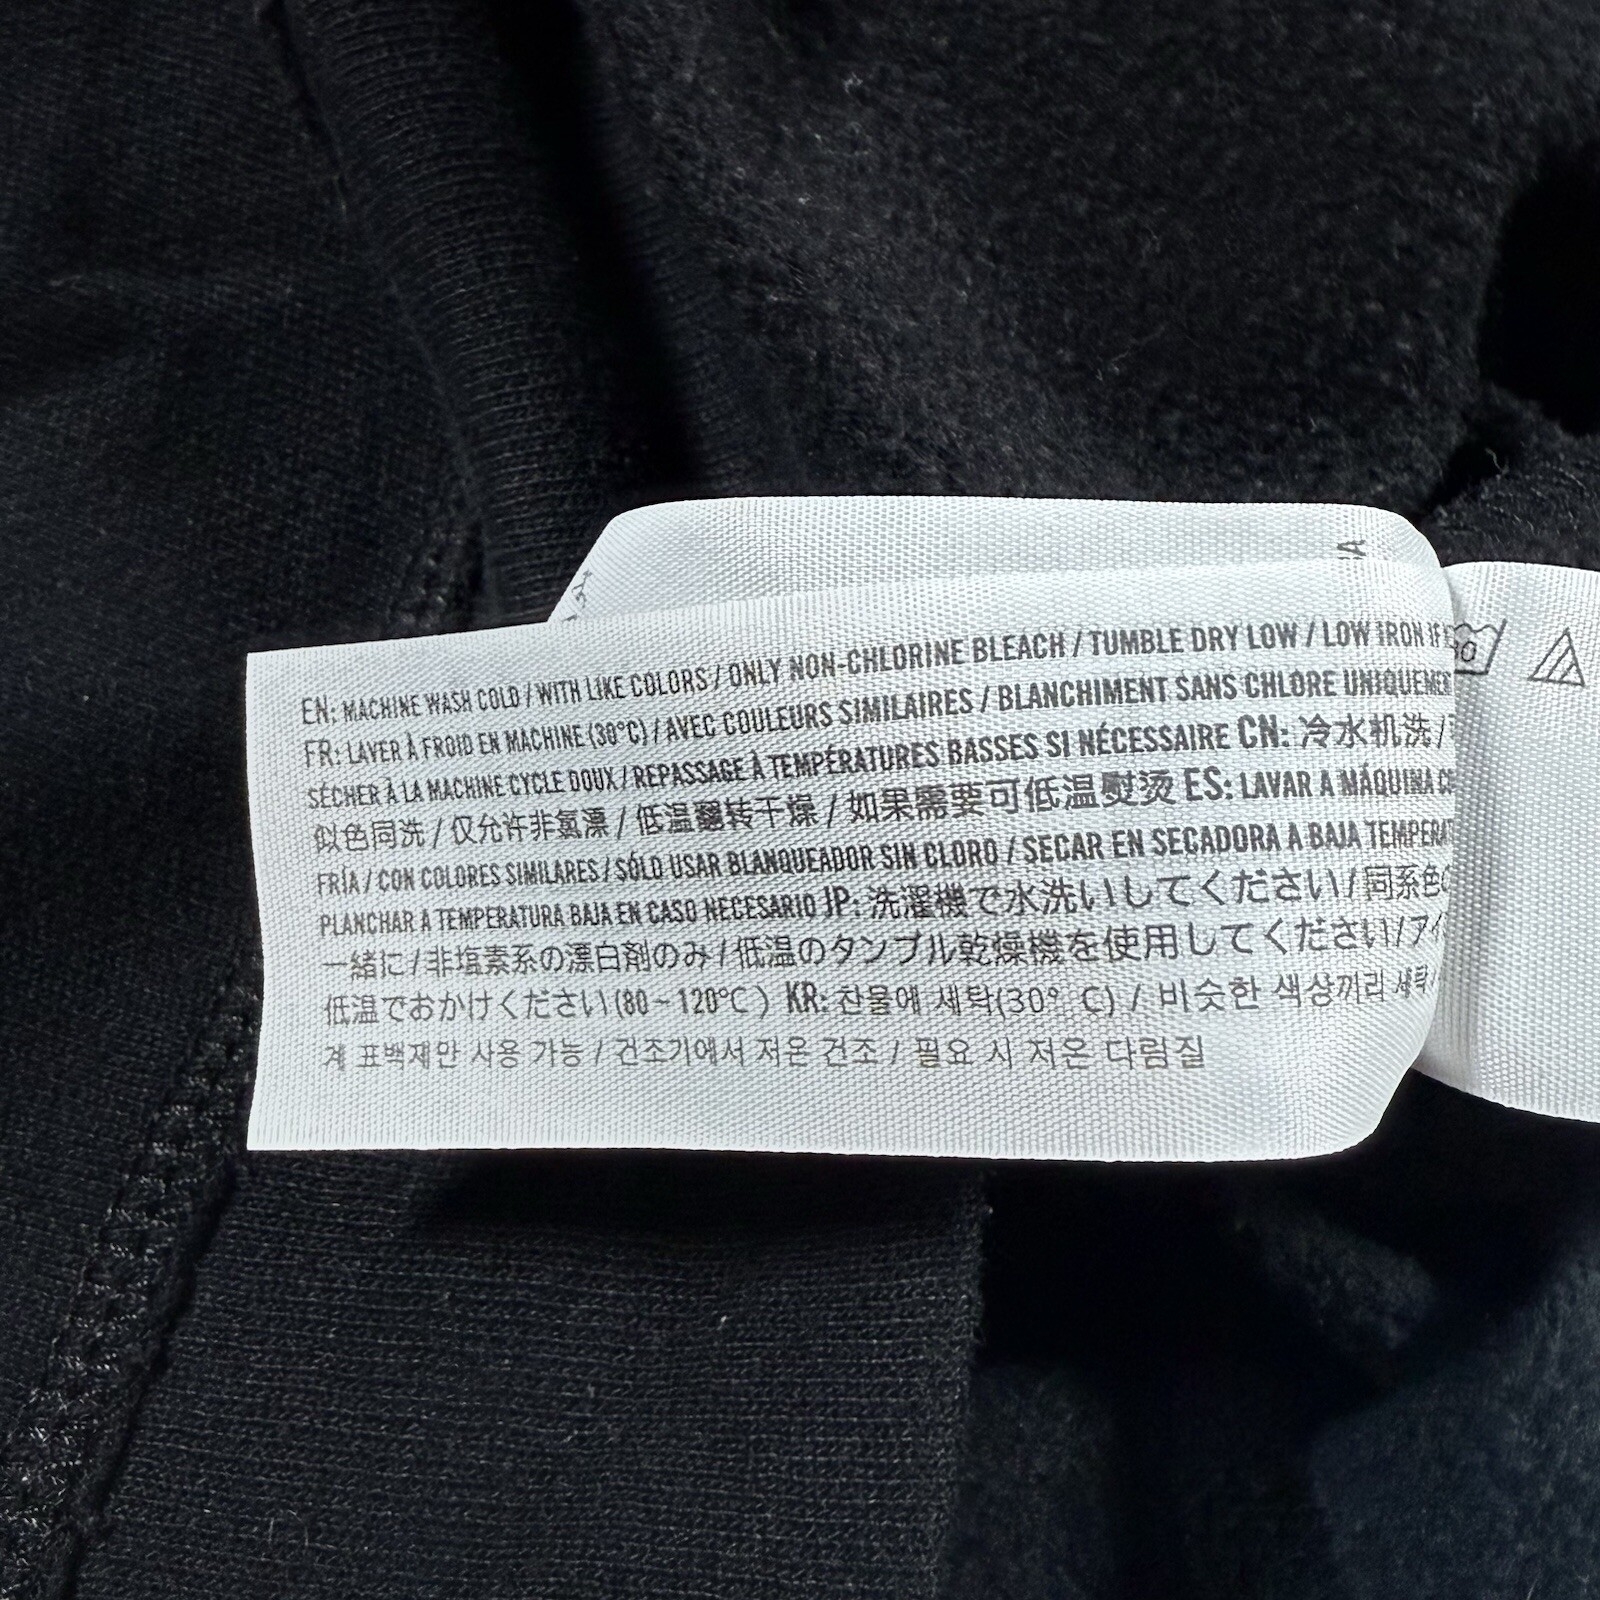 EN: MACHINE WASH COLD / WITH LIKE COLORS / ONLY NON-CHLORINE BLEACH / TUMBLE DRY LOW / LOW IRON IF
FR: LAVER À FROID EN MACHINE (30°C) / AVEC COULEURS SIMILAIRES / BLANCHIMENT SANS CHLORE
SÉCHER À LA MACHINE CYCLE DOUX / REPASSAGE À TEMPÉRATURES BASSES SI NÉCESSAIRE CN: 冷水机洗 /
似色同洗 / 仅允许非氯漂 / 低温翻转干燥 / 如果需要可低温熨烫 ES: LAVAR A MÁQUINA
FRÍA / CON COLORES SIMILARES / SÓLO USAR BLANQUEADOR SIN CLORO / SECAR EN SECADORA A BAJA
PLANCHAR A TEMPERATURA BAJA EN CASO NECESARIO JP: 洗濯機で水洗いしてください / 同系色
一緒に / 非塩素系の漂白剤のみ / 低温のタンブル乾燥機を使用してください /
低温でおかけください (80 ~ 120°C) KR: 찬물에 세탁(30° C) / 비슷한 색상끼리 세탁
계 표백제만 사용 가능 / 건조기에서 저온 건조 / 필요 시 저온 다림질